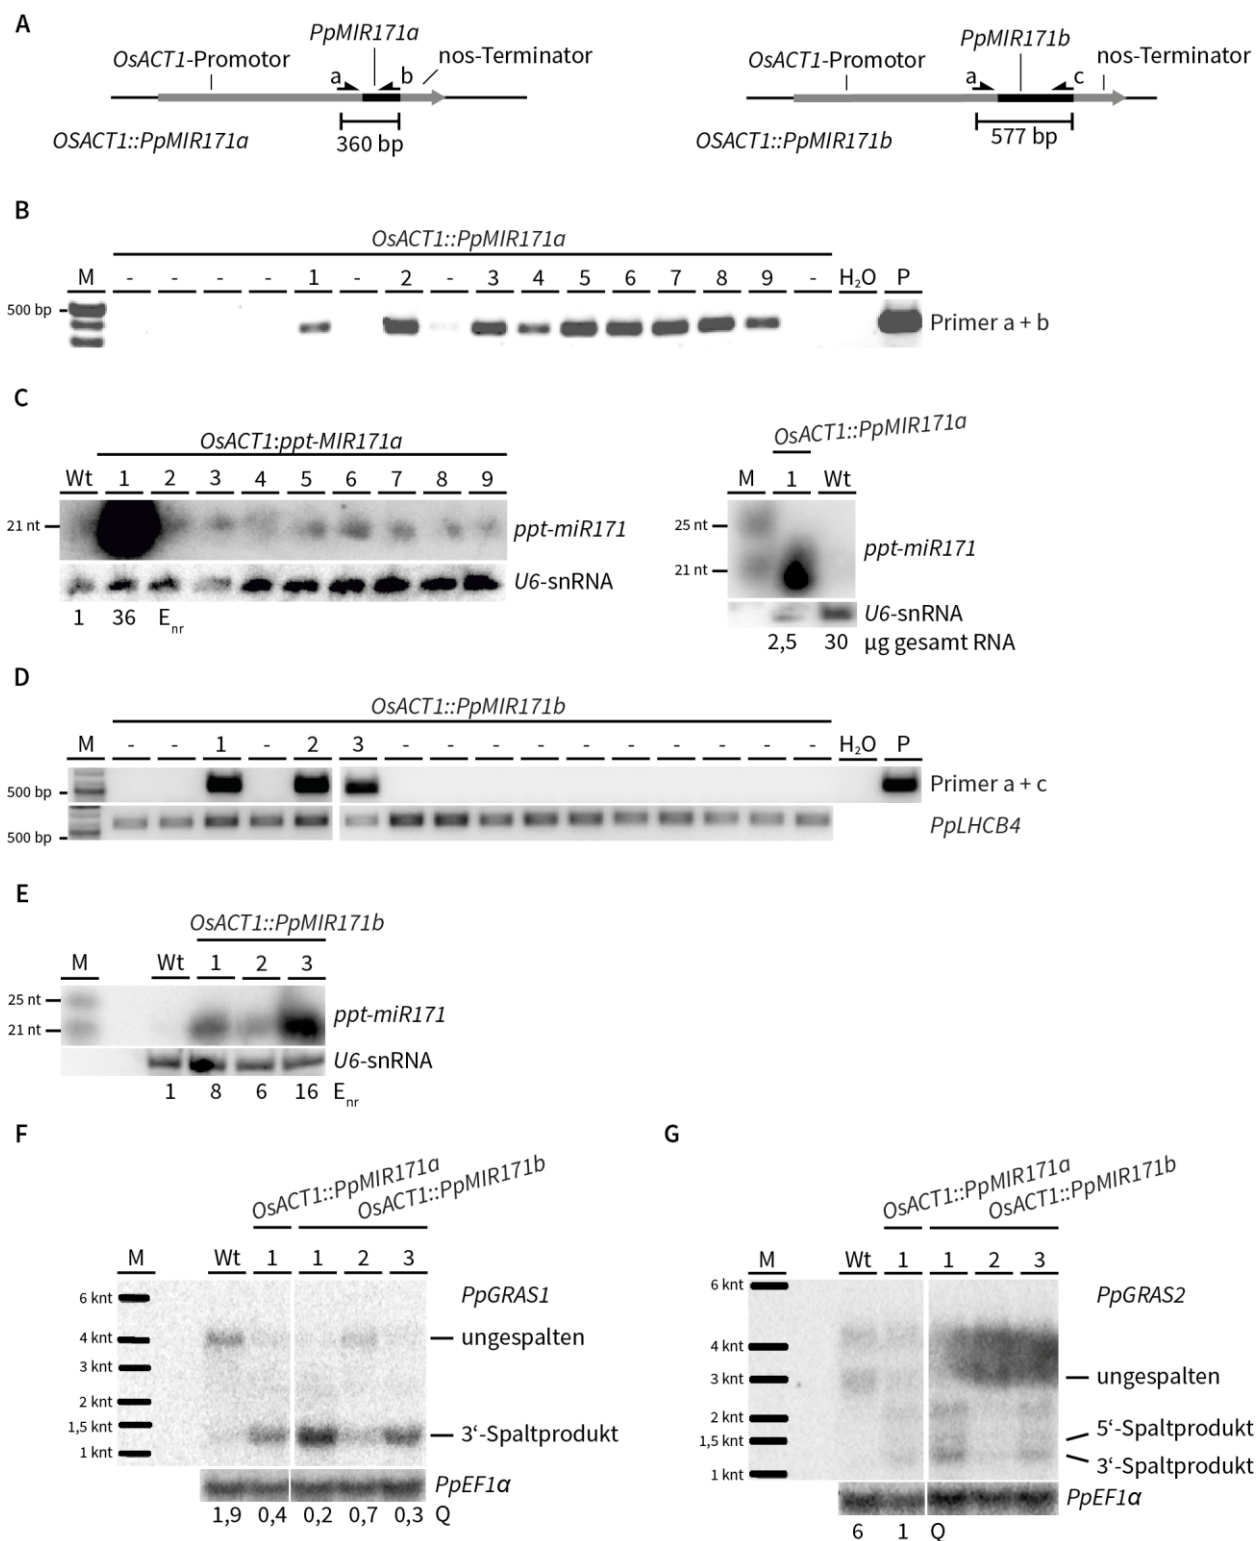 A
OsACT1-Promotor PpMIR171a nos-Terminator
a b
OSACT1::PpMIR171a 360 bp
OsACT1-Promotor PpMIR171b nos-Terminator
a c
OSACT1::PpMIR171b 577 bp
B
OsACT1::PpMIR171a
M - - - - 1 - 2 - 3 4 5 6 7 8 9 - H₂O P
500 bp Primer a + b
C
OsACT1:ppt-MIR171a
Wt 1 2 3 4 5 6 7 8 9
21 nt ppt-miR171
U6-snRNA
1 36 Enr
OsACT1::PpMIR171a
M 1 Wt
25 nt
ppt-miR171
21 nt
U6-snRNA
2,5 30 µg gesamt RNA
D
OsACT1::PpMIR171b
M - - 1 - 2 3 - - - - - - - - - - H₂O P
500 bp Primer a + c
500 bp PpLHCB4
E
OsACT1::PpMIR171b
M Wt 1 2 3
25 nt
21 nt ppt-miR171
U6-snRNA
1 8 6 16 Enr
F
OsACT1::PpMIR171a
OsACT1::PpMIR171b
M Wt 1 1 2 3
PpGRAS1
6 knt
4 knt ungespalten
3 knt
2 knt
1,5 knt 3‘-Spaltprodukt
1 knt
PpEF1α
1,9 0,4 0,2 0,7 0,3 Q
G
OsACT1::PpMIR171a
OsACT1::PpMIR171b
M Wt 1 1 2 3
6 knt PpGRAS2
4 knt
3 knt ungespalten
2 knt 5‘-Spaltprodukt
1,5 knt
3‘-Spaltprodukt
1 knt
PpEF1α
6 1 Q